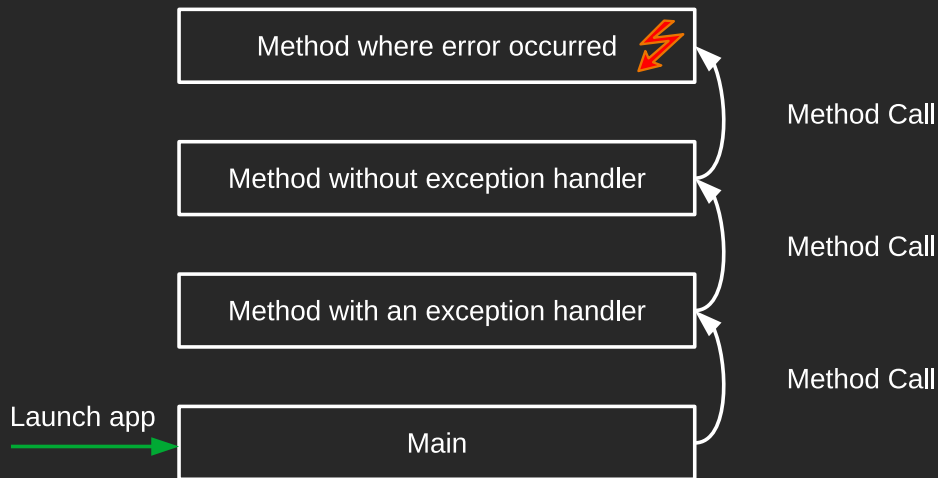 Method where error occurred
Method Call
Method without exception handler
Method Call
Method with an exception handler
Method Call
Launch app
Main